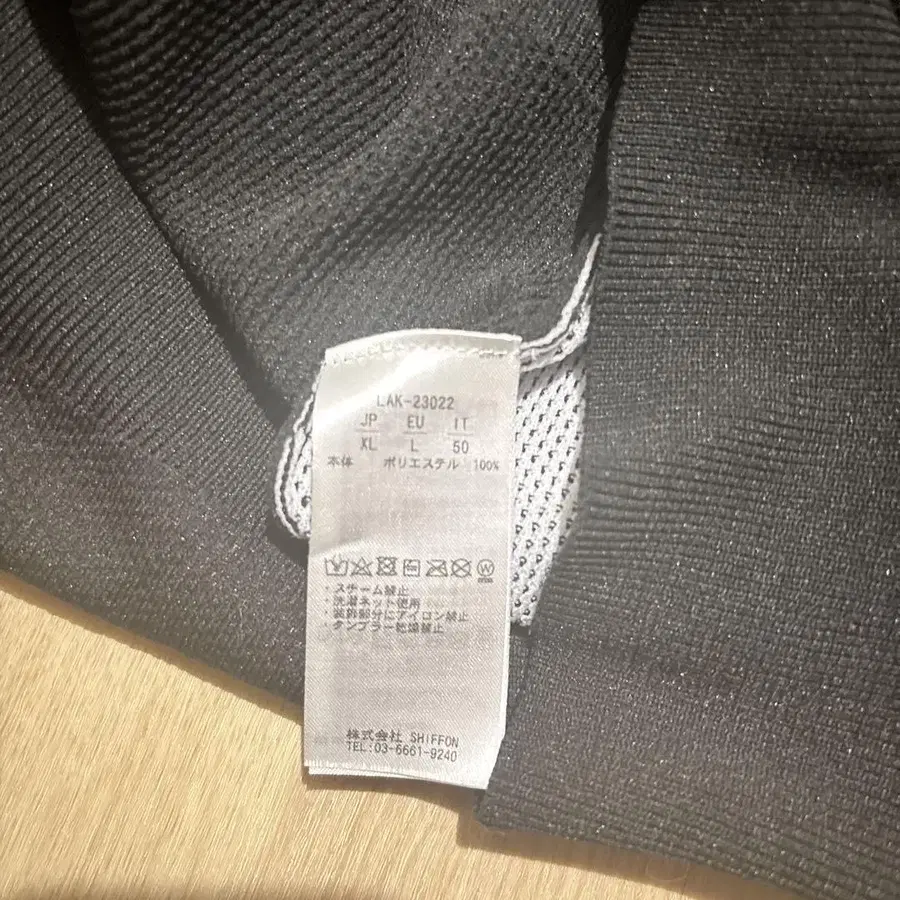 LAK-23022
JP EU IT
XL L 50
本体 ポリエステル 100%
・スチーム禁止
・洗濯ネット使用
・装飾部分にアイロン禁止
・タンブラー乾燥禁止
株式会社 SHIFFON
TEL:03-6661-9240